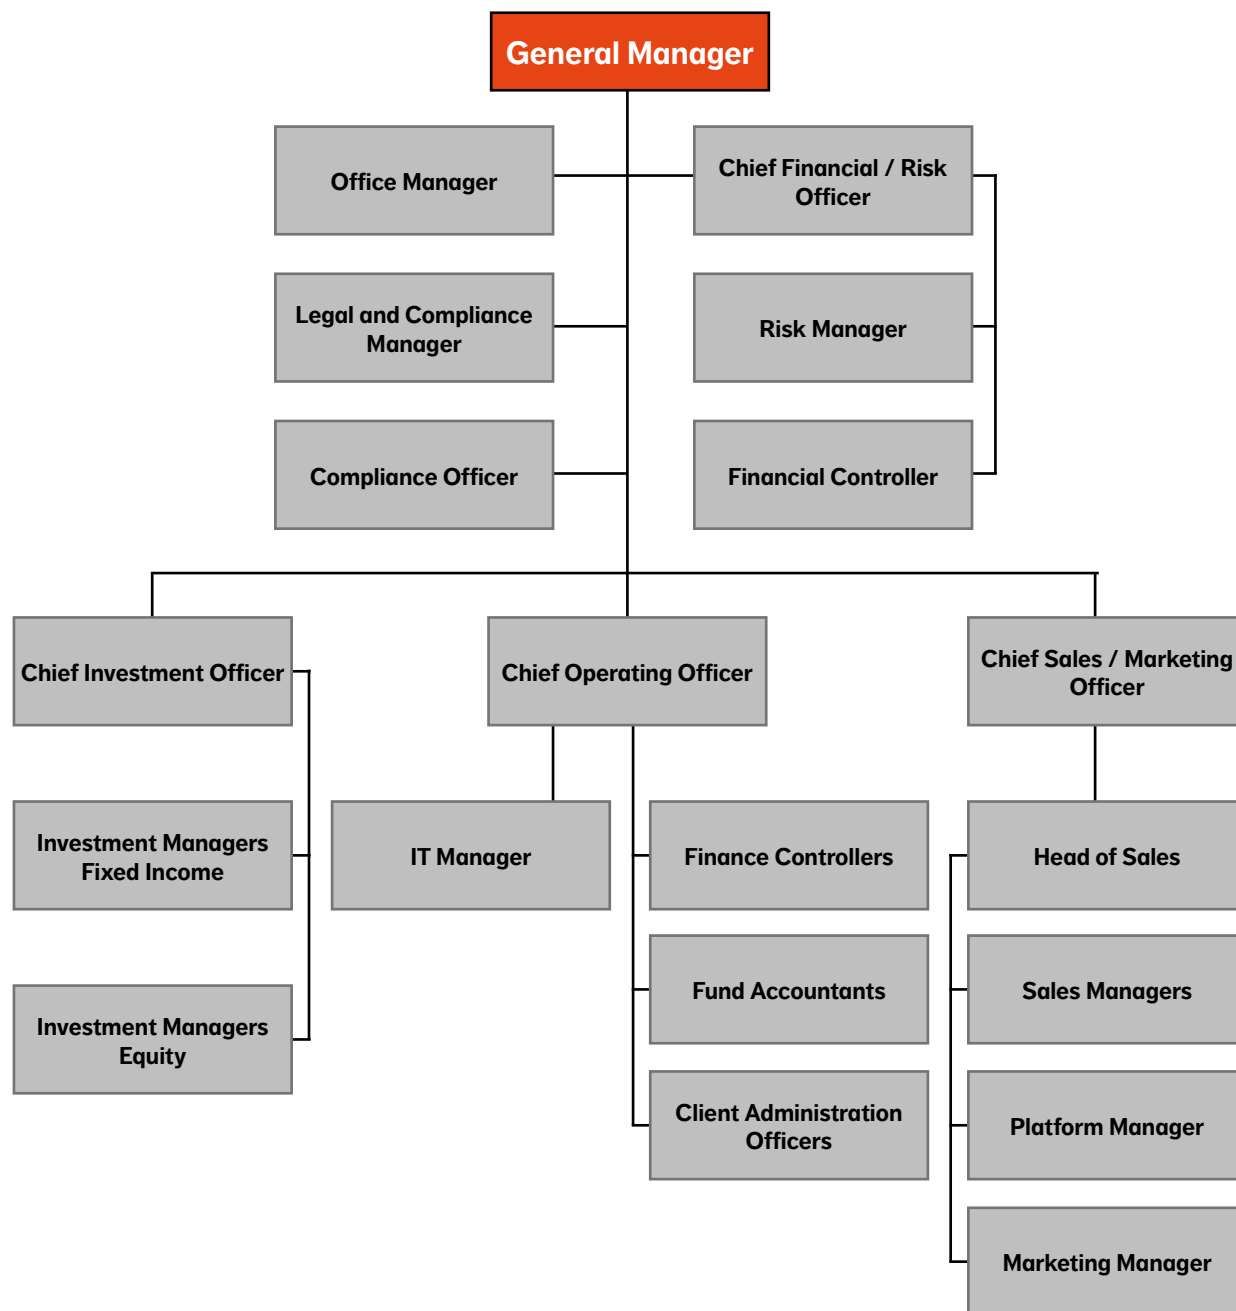 General Manager
Office Manager
Chief Financial / Risk
Officer
Legal and Compliance
Manager
Risk Manager
Compliance Officer
Financial Controller
Chief Investment Officer
Chief Operating Officer
Chief Sales / Marketing
Officer
Investment Managers
Fixed Income
IT Manager
Finance Controllers
Head of Sales
Investment Managers
Equity
Fund Accountants
Sales Managers
Client Administration
Officers
Platform Manager
Marketing Manager